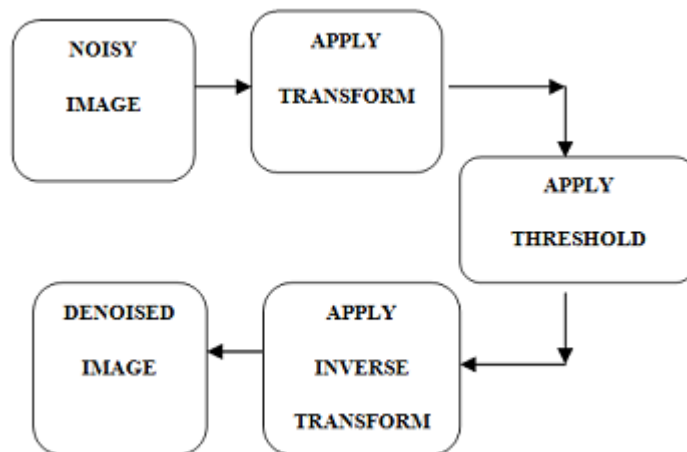 NOISY
IMAGE
APPLY
TRANSFORM
APPLY
THRESHOLD
APPLY
INVERSE
TRANSFORM
DENOISED
IMAGE